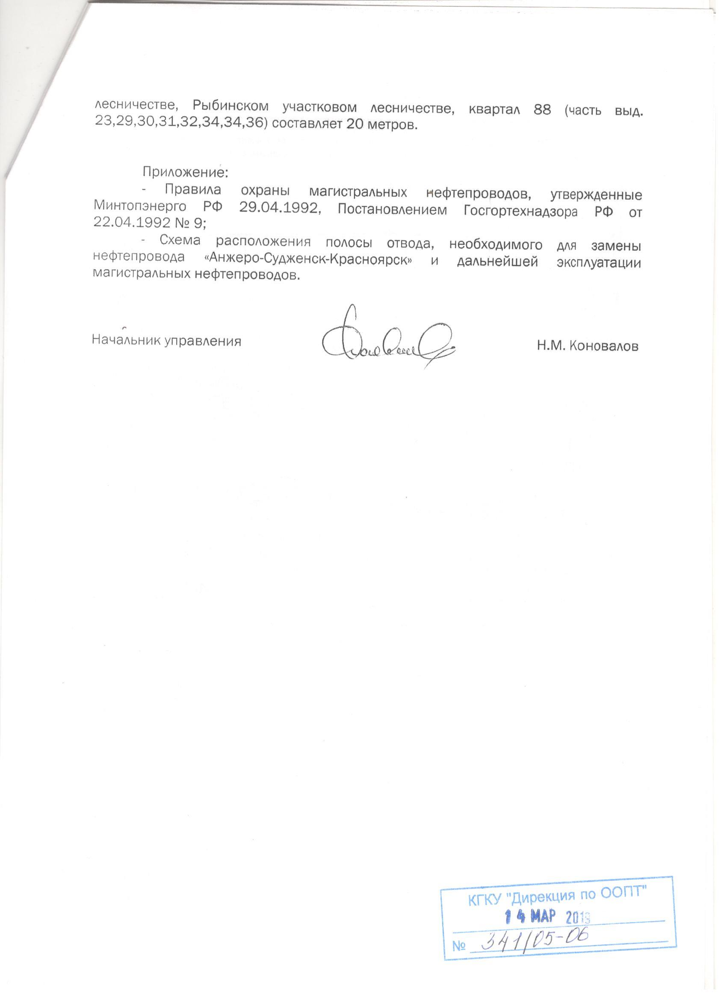 лесничестве, Рыбинском участковом лесничестве, квартал 88 (часть выд.
23,29,30,31,32,34,34,36) составляет 20 метров.
Приложение:
- Правила охраны магистральных нефтепроводов, утвержденные
Минтопэнерго РФ 29.04.1992, Постановлением Госгортехнадзора РФ от
22.04.1992 № 9;
- Схема расположения полосы отвода, необходимого для замены
нефтепровода «Анжеро-Судженск-Красноярск» и дальнейшей эксплуатации
магистральных нефтепроводов.
Начальник управления Н.М. Коновалов
КГКУ "Дирекция по ООПТ"
14 МАР 2013
№ 341/05-06